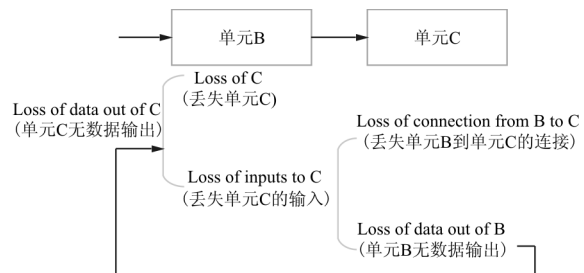 单元B
单元C
Loss of C
(丢失单元C)
Loss of data out of C
(单元C无数据输出)
Loss of connection from B to C
(丢失单元B到单元C的连接)
Loss of inputs to C
(丢失单元C的输入)
Loss of data out of B
(单元B无数据输出)